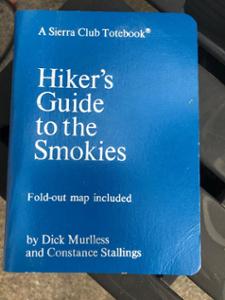 A Sierra Club Totebook®
Hiker's
Guide
to the
Smokies
Fold-out map included
by Dick Murlless
and Constance Stallings